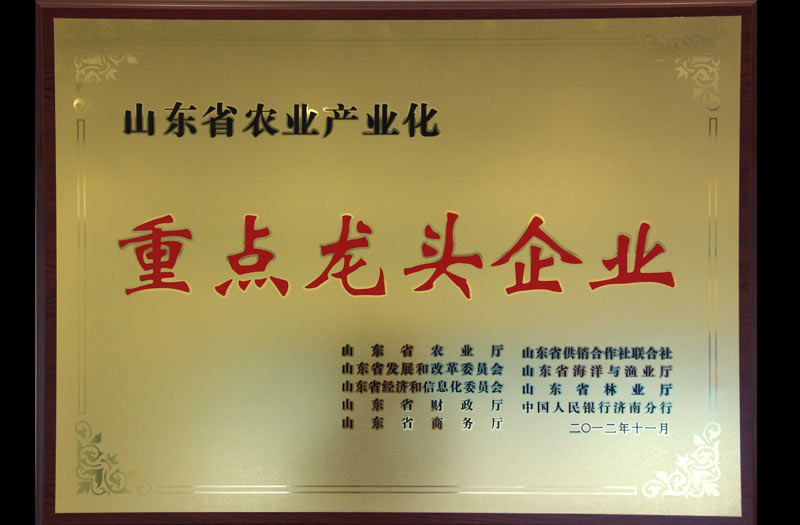 山东省农业产业化
重点龙头企业
山东省农业厅
山东省发展和改革委员会
山东省经济和信息化委员会
山东省财政厅
山东省商务厅
山东省供销合作社联合社
山东省海洋与渔业厅
山东省林业厅
中国人民银行济南分行
二〇一二年十一月